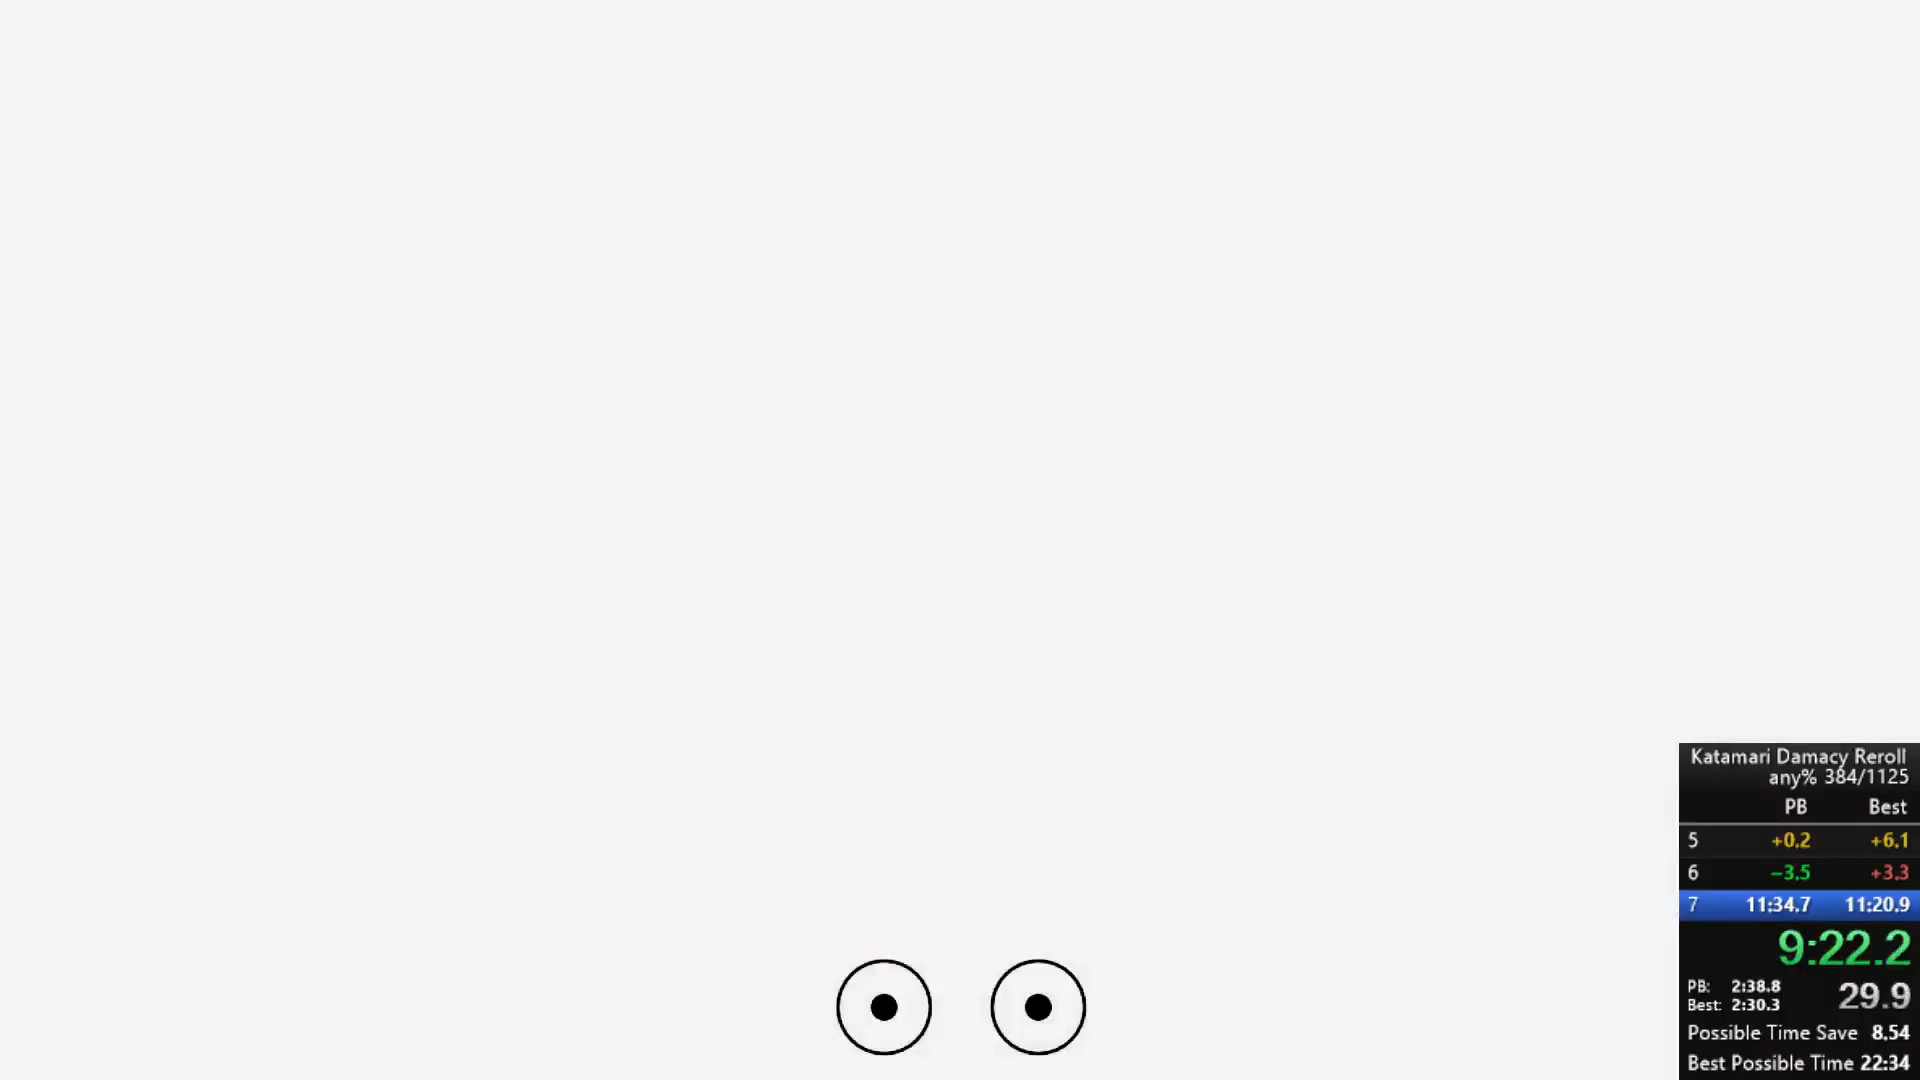 Katamari Damacy Reroll
any% 384/1125
PB Best
5 +0.2 +6.1
6 −3.5 +3.3
7 11:34.7 11:20.9
9:22.2
PB: 2:38.8
Best: 2:30.3
29.9
Possible Time Save 8.54
Best Possible Time 22:34